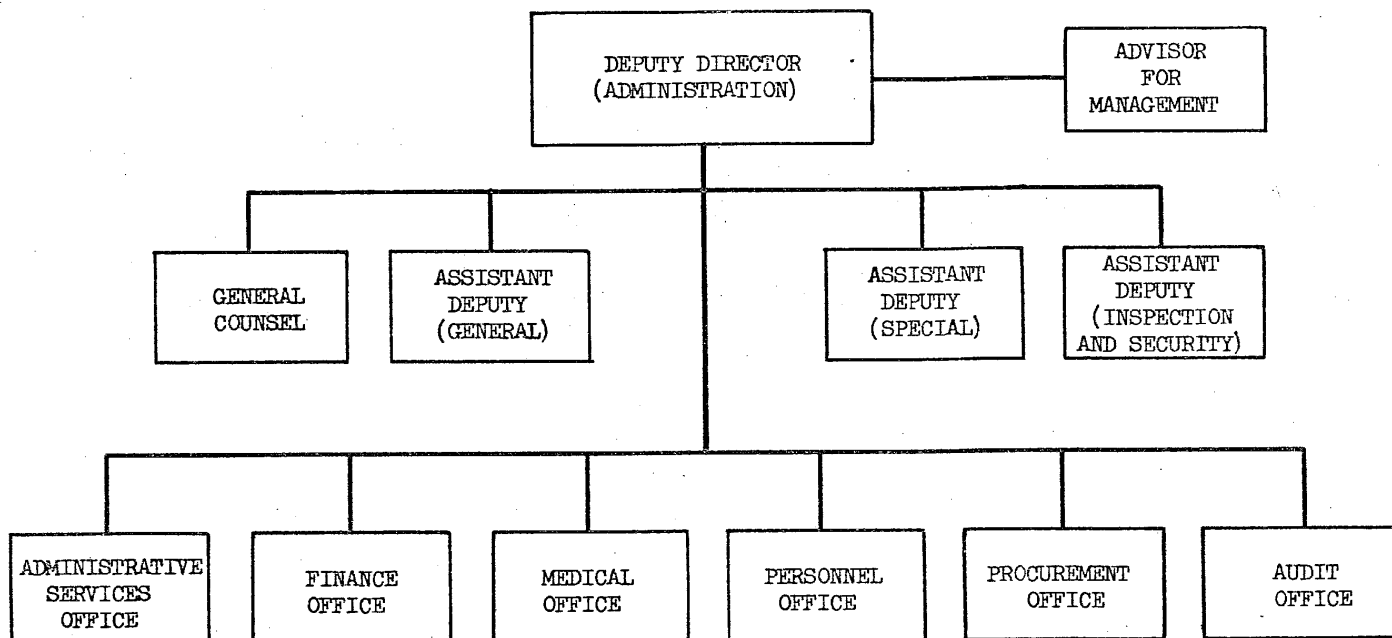 DEPUTY DIRECTOR
(ADMINISTRATION)
ADVISOR
FOR
MANAGEMENT
GENERAL
COUNSEL
ASSISTANT
DEPUTY
(GENERAL)
ASSISTANT
DEPUTY
(SPECIAL)
ASSISTANT
DEPUTY
(INSPECTION
AND SECURITY)
ADMINISTRATIVE
SERVICES
OFFICE
FINANCE
OFFICE
MEDICAL
OFFICE
PERSONNEL
OFFICE
PROCUREMENT
OFFICE
AUDIT
OFFICE